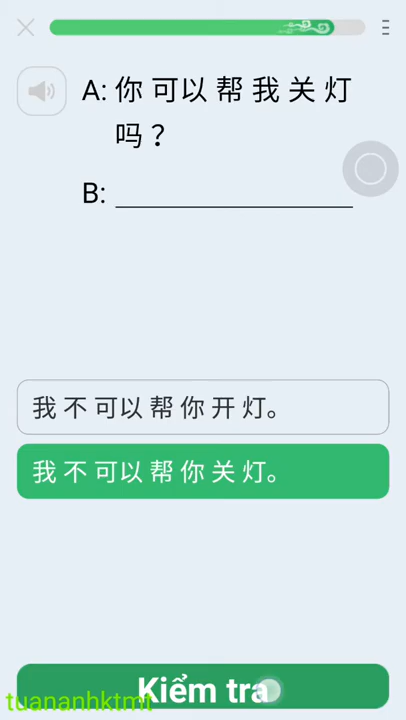 A: 你可以帮我关灯
吗？
B:
我不可以帮你开灯。
我不可以帮你关灯。
Kiểm tra
tuananhktmt